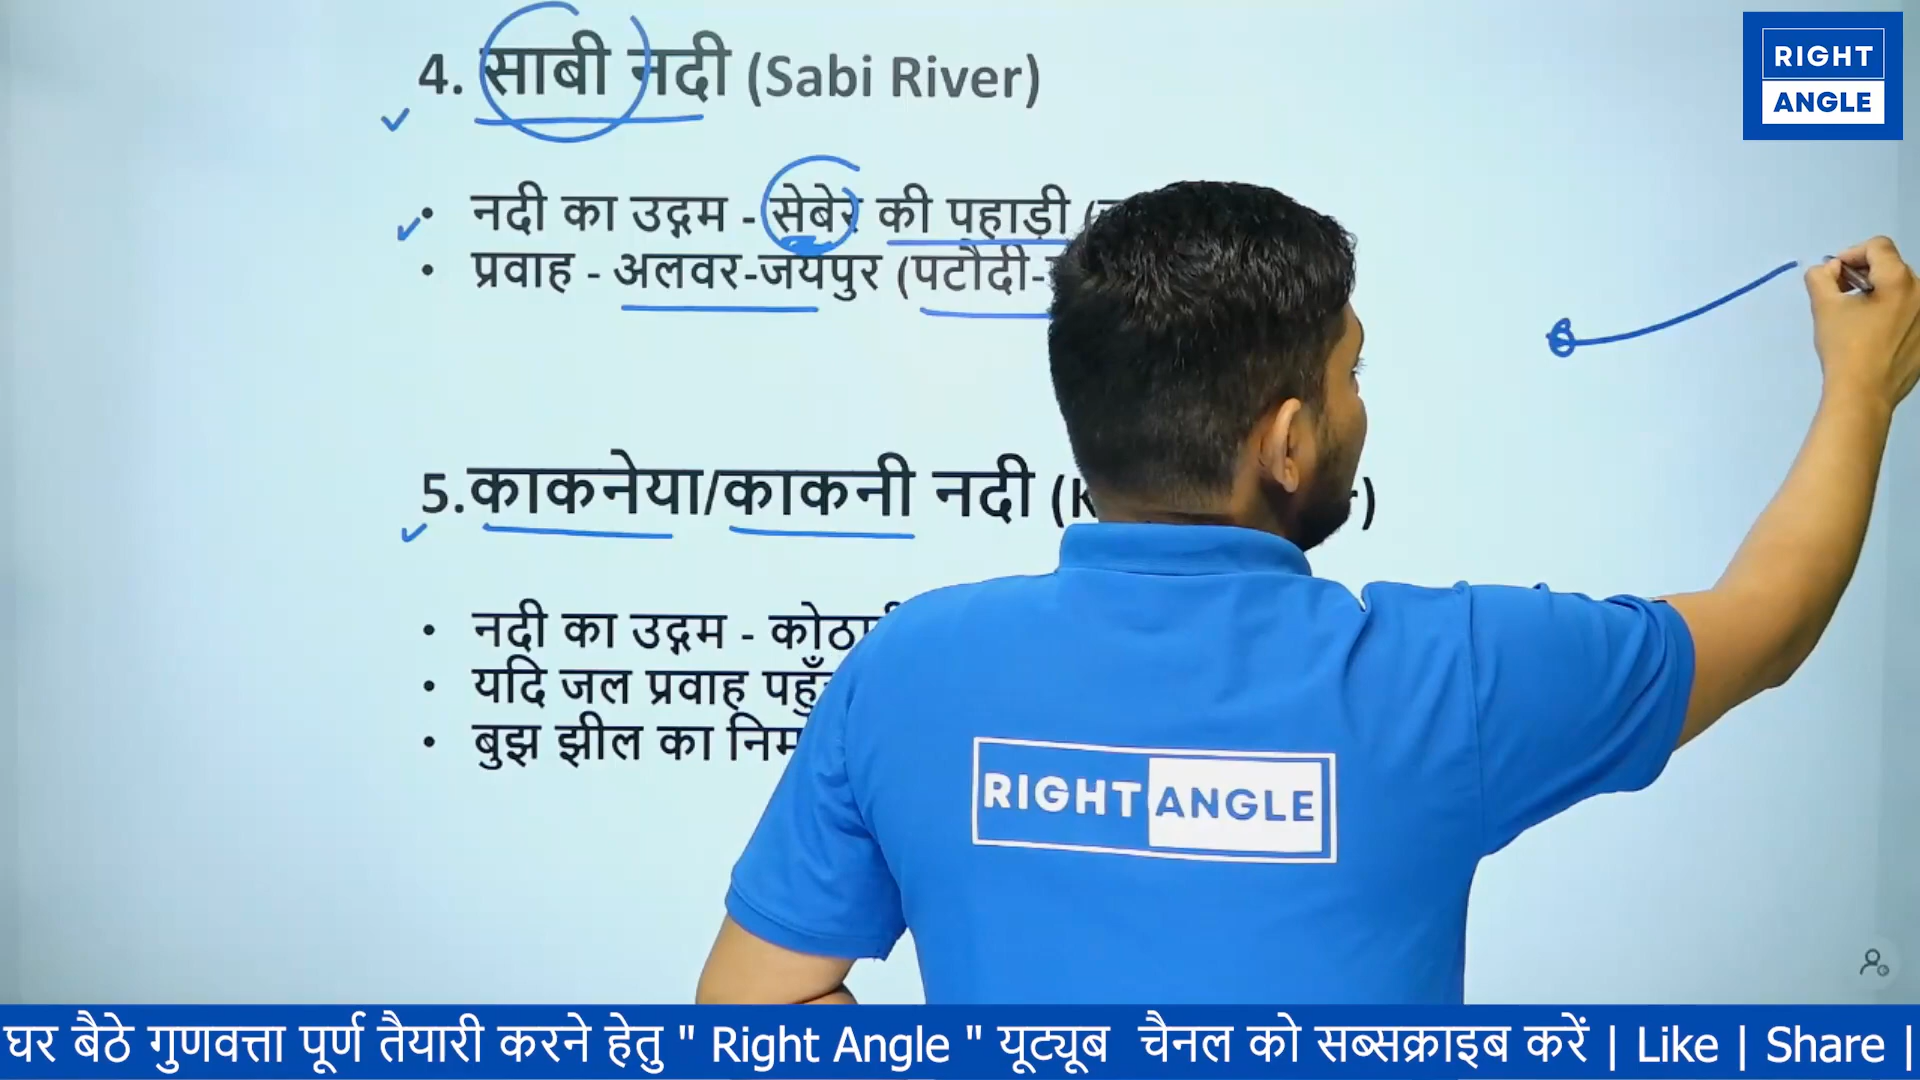 4. साबी नदी (Sabi River)
RIGHT
ANGLE
• नदी का उद्गम - सेबेर की पहाड़ी
• प्रवाह - अलवर-जयपुर (पटौदी-
5.काकनेया/काकनी नदी
• नदी का उद्गम -
• यदि जल प्रवाह
• बुझ झील का
RIGHT ANGLE
घर बैठे गुणवत्ता पूर्ण तैयारी करने हेतु " Right Angle " यूट्यूब चैनल को सब्सक्राइब करें | Like | Share |